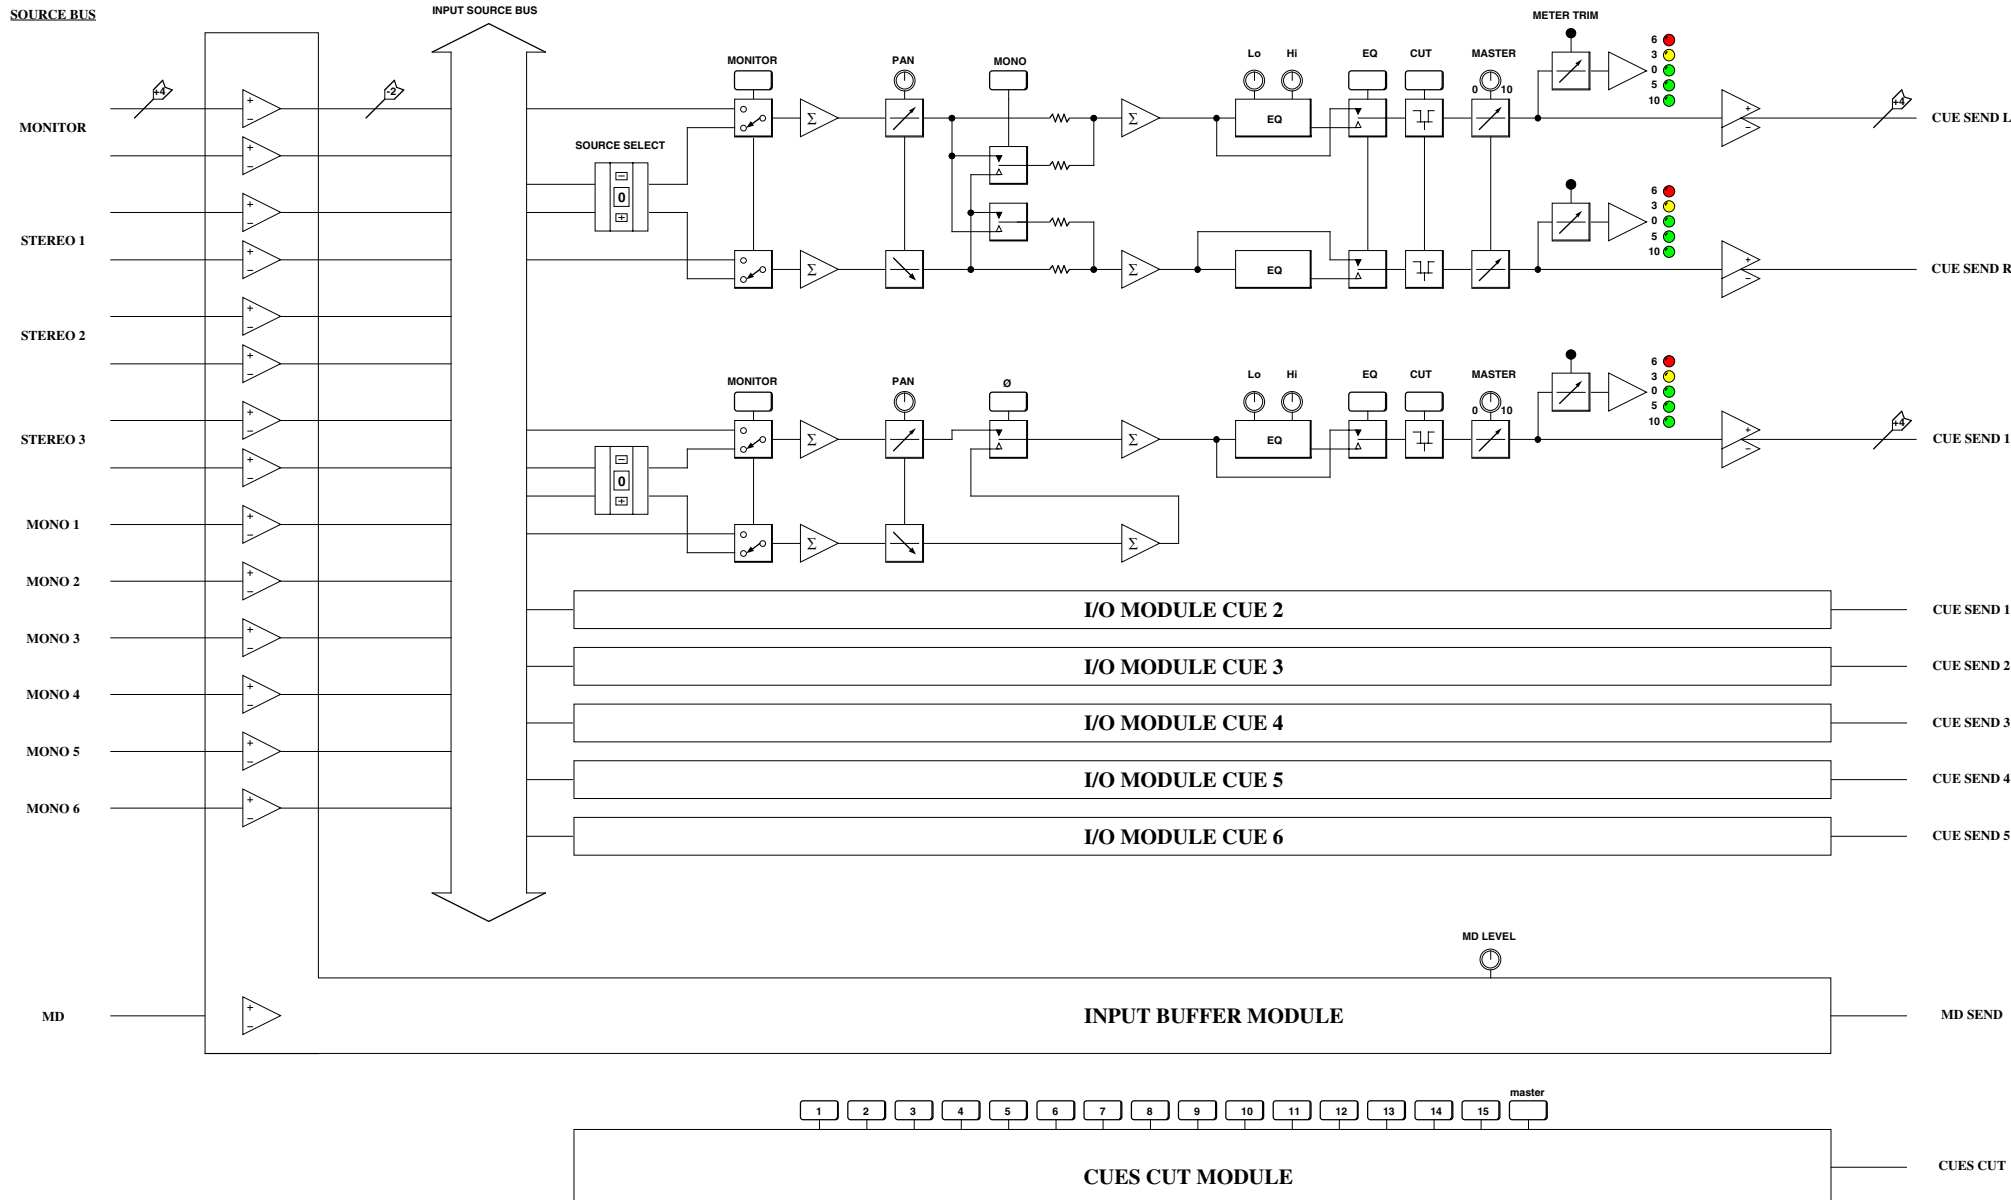 SOURCE BUS
INPUT SOURCE BUS
METER TRIM
MONITOR
PAN
MONO
Lo
Hi
EQ
CUT
MASTER
0
10
6
3
0
5
10
+4
-2
+
−
MONITOR
+
−
SOURCE SELECT
−
0
+
Σ
Σ
EQ
+
−
+4
CUE SEND L
STEREO 1
+
−
+
−
Σ
Σ
EQ
6
3
0
5
10
+
−
CUE SEND R
STEREO 2
+
−
+
−
STEREO 3
+
−
+
−
MONITOR
PAN
Ø
Lo
Hi
EQ
CUT
MASTER
0
10
6
3
0
5
10
Σ
Σ
EQ
+
−
+4
CUE SEND 1
−
0
+
Σ
Σ
MONO 1
+
−
MONO 2
+
−
I/O MODULE CUE 2
CUE SEND 1
MONO 3
+
−
I/O MODULE CUE 3
CUE SEND 2
MONO 4
+
−
I/O MODULE CUE 4
CUE SEND 3
MONO 5
+
−
I/O MODULE CUE 5
CUE SEND 4
MONO 6
+
−
I/O MODULE CUE 6
CUE SEND 5
MD LEVEL
MD
+
−
INPUT BUFFER MODULE
MD SEND
1
2
3
4
5
6
7
8
9
10
11
12
13
14
15
master
CUES CUT MODULE
CUES CUT